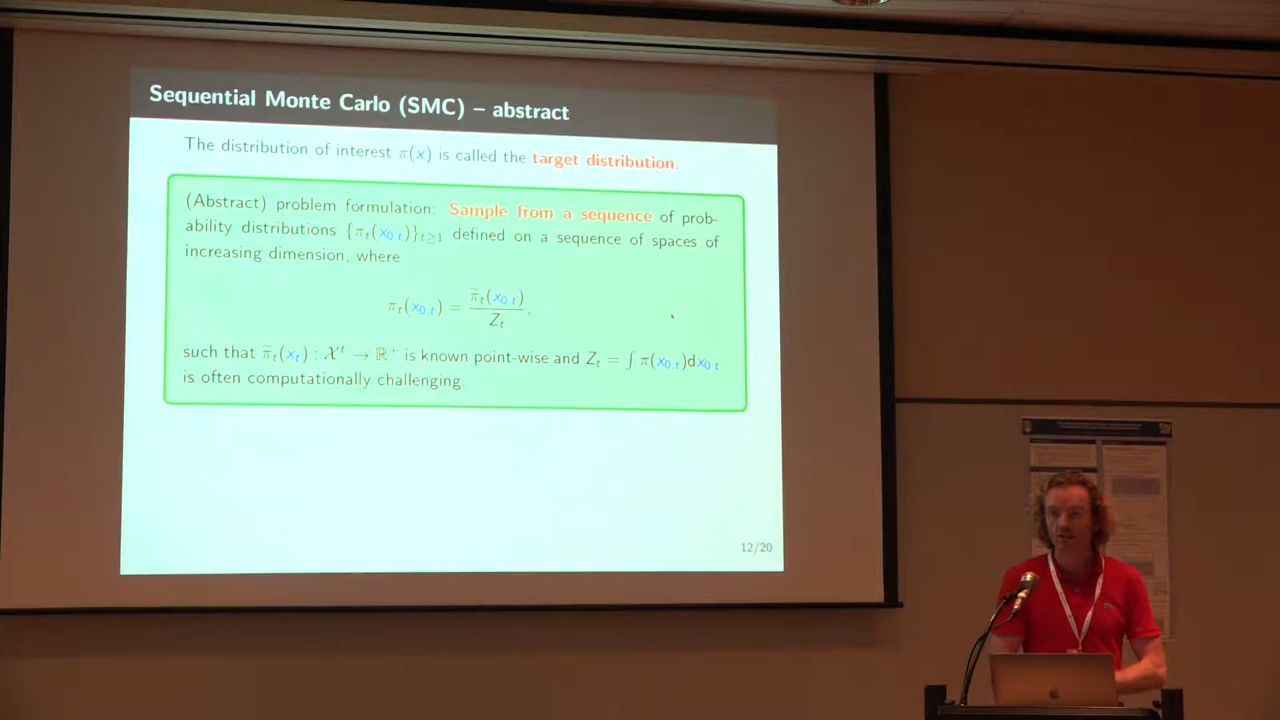 Sequential Monte Carlo (SMC) – abstract
The distribution of interest π(x) is called the target distribution.
(Abstract) problem formulation: Sample from a sequence of prob-
ability distributions {π_t(x_{0:t})}_{t≥1} defined on a sequence of spaces of
increasing dimension, where
π_t(x_{0:t}) = π̃_t(x_{0:t}) / Z_t,
such that π̃_t(x_t) : X^t → ℝ^+ is known point-wise and Z_t = ∫ π(x_{0:t})dx_{0:t}
is often computationally challenging.
12/20